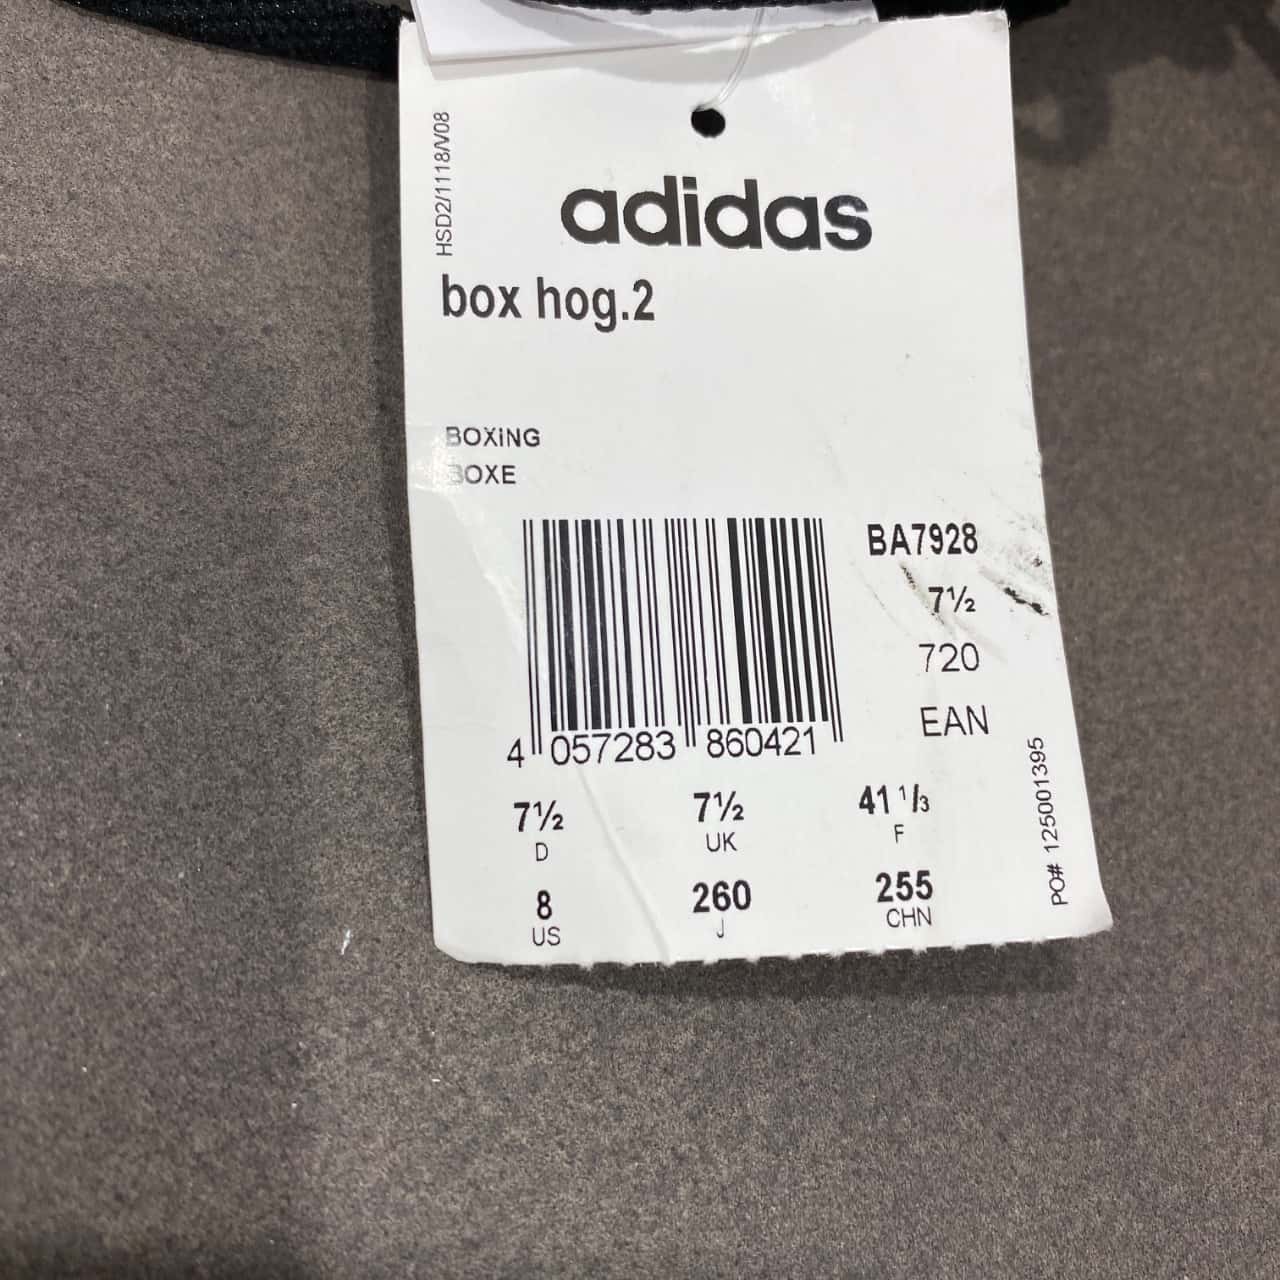 HSD2/1118/V08
adidas
box hog.2
BOXiNG
BOXE
BA7928
7½
720
EAN
4 057283 860421
7½ 7½ 41 1/3
D UK F
8 260 255
US J CHN
PO# 125001395